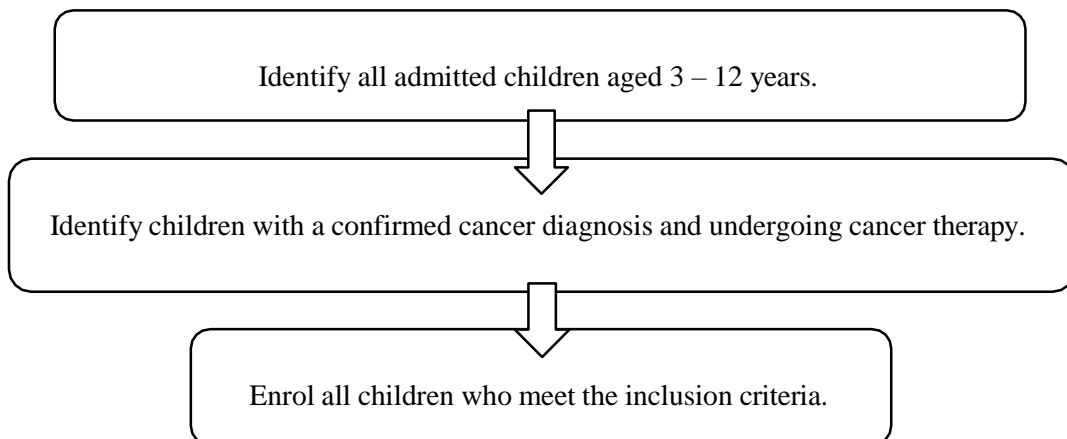 Identify all admitted children aged 3 – 12 years.
Identify children with a confirmed cancer diagnosis and undergoing cancer therapy.
Enrol all children who meet the inclusion criteria.